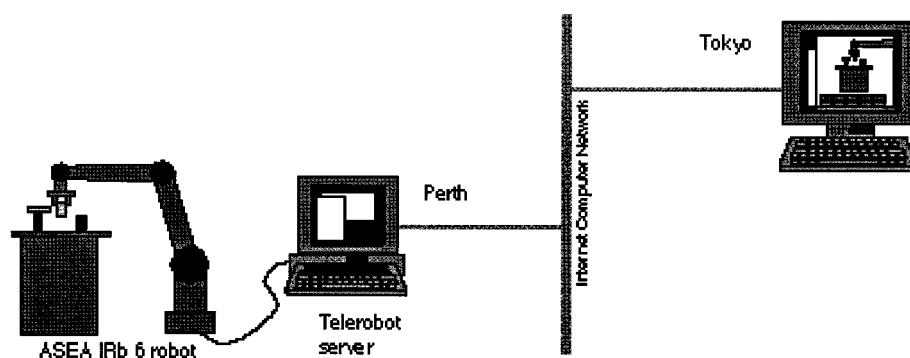 Tokyo
Perth
Internet Computer Network
Telerobot
server
ASEA IRb 6 robot